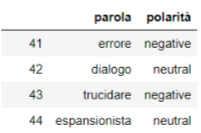 parola polarità
41 errore negative
42 dialogo neutral
43 trucidare negative
44 espansionista neutral